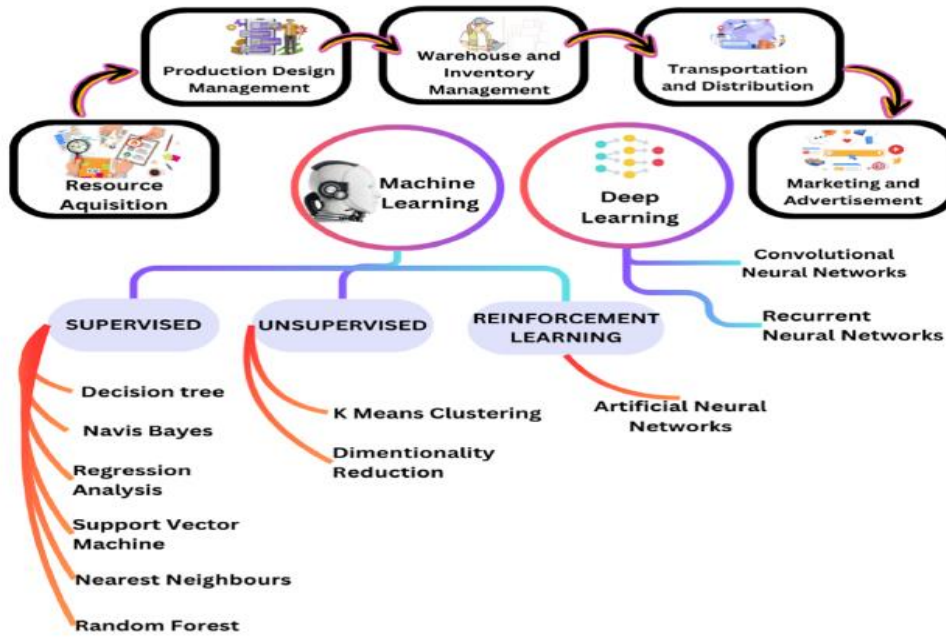 Production Design
Management
Warehouse and
Inventory
Management
Transportation
and Distribution
Resource
Aquisition
Machine
Learning
Deep
Learning
Marketing and
Advertisement
Convolutional
Neural Networks
Recurrent
Neural Networks
SUPERVISED
UNSUPERVISED
REINFORCEMENT
LEARNING
Decision tree
Navis Bayes
Regression
Analysis
Support Vector
Machine
Nearest Neighbours
Random Forest
K Means Clustering
Dimentionality
Reduction
Artificial Neural
Networks